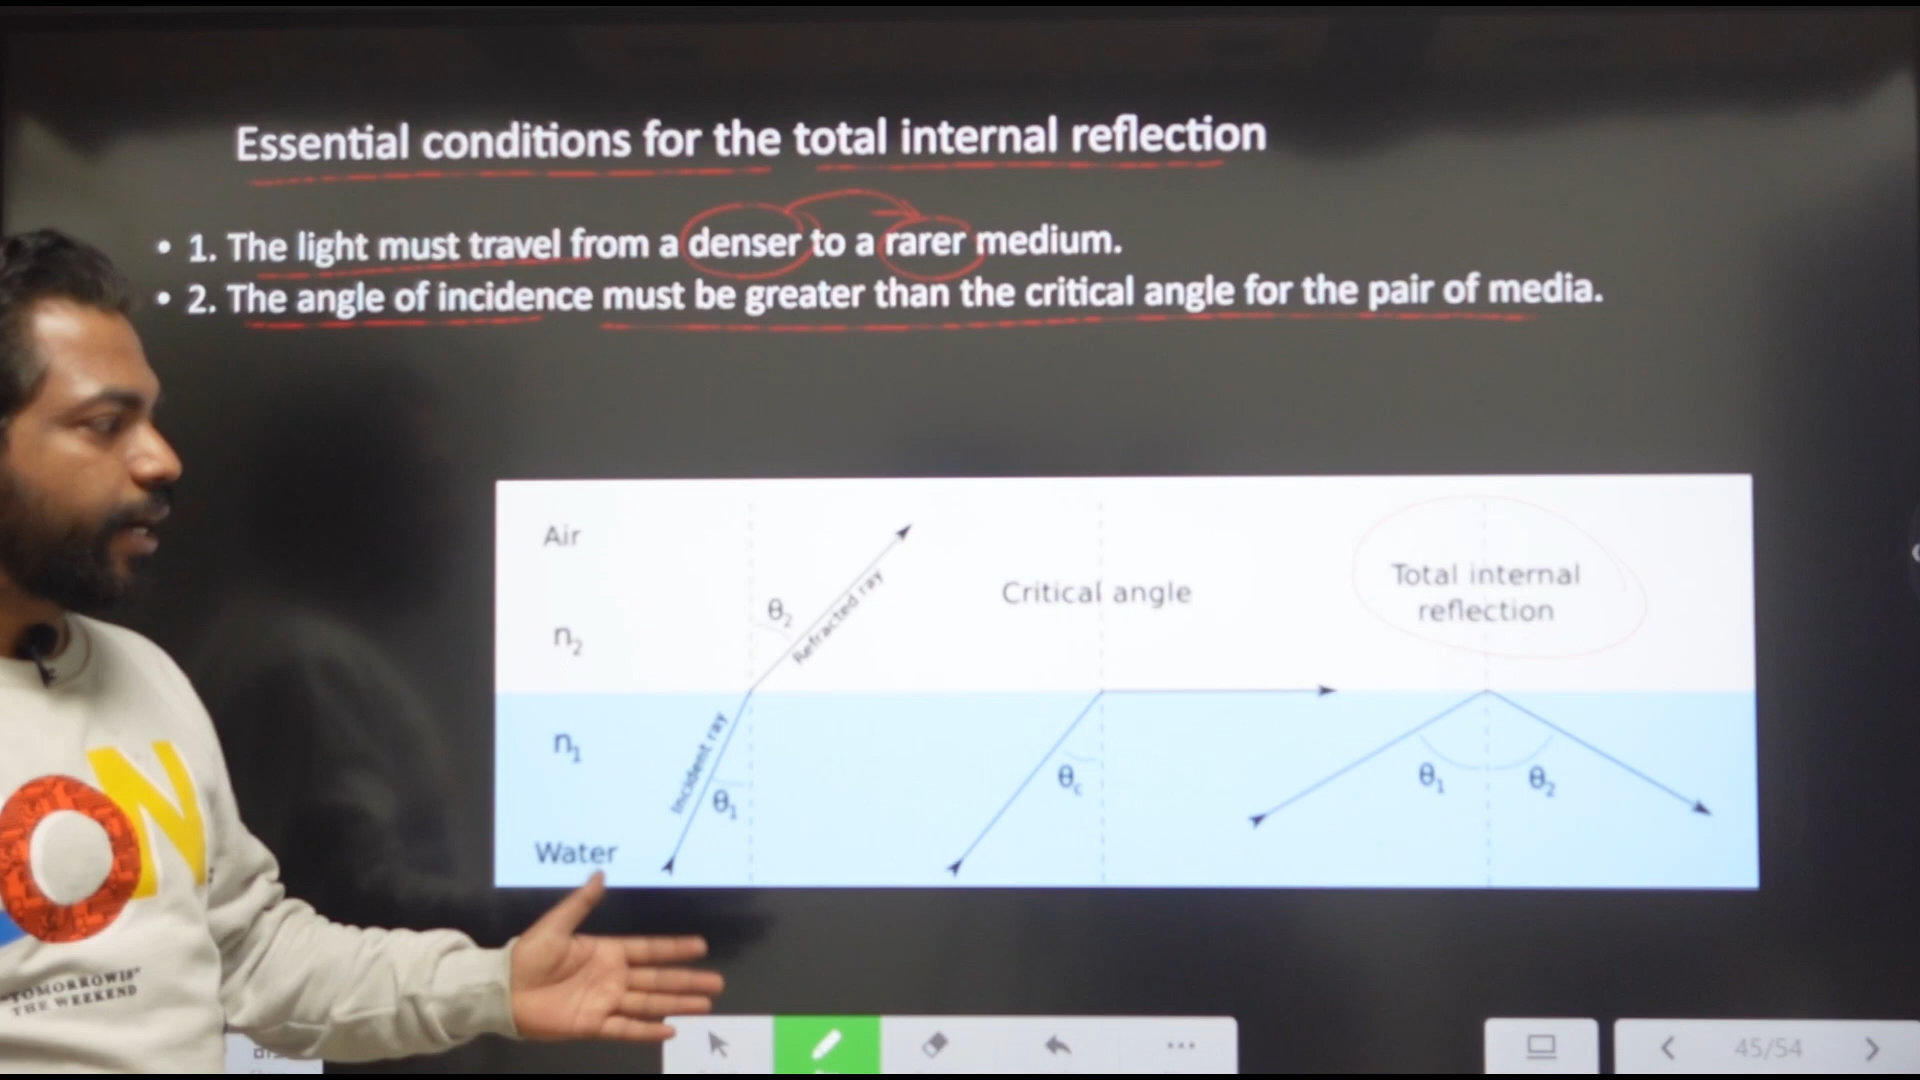 Essential conditions for the total internal reflection
• 1. The light must travel from a denser to a rarer medium.
• 2. The angle of incidence must be greater than the critical angle for the pair of media.
Air
n₂
θ₂
Refracted ray
Critical angle
Total internal
reflection
n₁
Water
Incident ray
θ₁
θc
θ₁
θ₂
ON
"TOMORROW IS"
THE WEEKEND
45/54